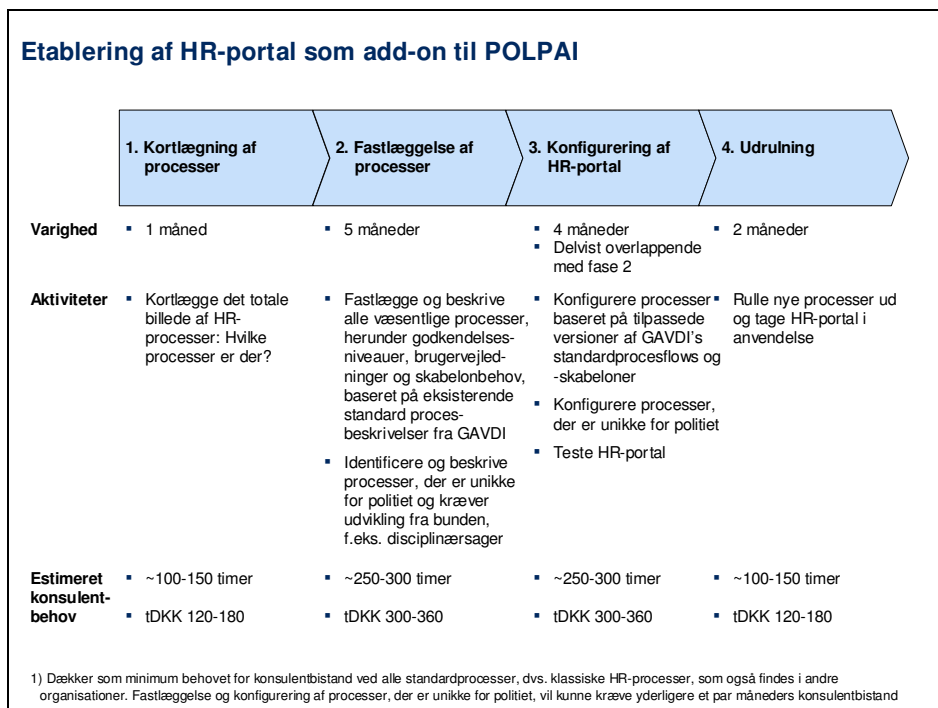 Etablering af HR-portal som add-on til POLPAI
1. Kortlægning af
processer
2. Fastlæggelse af
processer
3. Konfigurering af
HR-portal
4. Udrulning
Varighed
▪ 1 måned
▪ 5 måneder
▪ 4 måneder
▪ Delvist overlappende
med fase 2
▪ 2 måneder
Aktiviteter
▪ Kortlægge det totale
billede af HR-
processer: Hvilke
processer er der?
▪ Fastlægge og beskrive
alle væsentlige processer,
herunder godkendelses-
niveauer, brugervejled-
ninger og skabelonbehov,
baseret på eksisterende
standard proces-
beskrivelser fra GAVDI
▪ Identificere og beskrive
processer, der er unikke
for politiet og kræver
udvikling fra bunden,
f.eks. disciplinærsager
▪ Konfigurere processer
baseret på tilpassede
versioner af GAVDI's
standardprocesflows og
-skabeloner
▪ Konfigurere processer,
der er unikke for politiet
▪ Teste HR-portal
▪ Rulle nye processer ud
og tage HR-portal i
anvendelse
Estimeret
konsulent-
behov
▪ ~100-150 timer
▪ tDKK 120-180
▪ ~250-300 timer
▪ tDKK 300-360
▪ ~250-300 timer
▪ tDKK 300-360
▪ ~100-150 timer
▪ tDKK 120-180
1) Dækker som minimum behovet for konsulentbistand ved alle standardprocesser, dvs. klassiske HR-processer, som også findes i andre
organisationer. Fastlæggelse og konfigurering af processer, der er unikke for politiet, vil kunne kræve yderligere et par måneders konsulentbistand